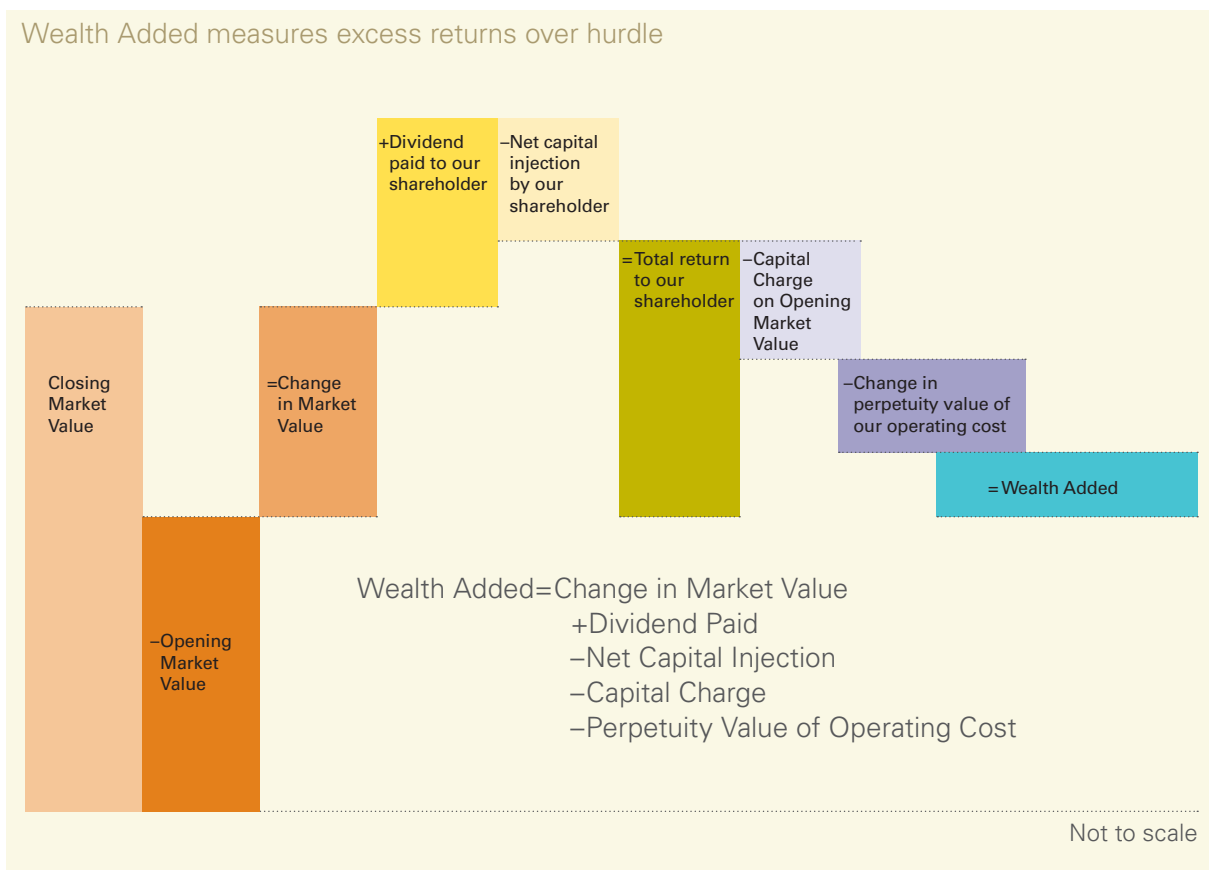 Wealth Added measures excess returns over hurdle
+Dividend
paid to our
shareholder
–Net capital
injection
by our
shareholder
=Total return
to our
shareholder
–Capital
Charge
on Opening
Market
Value
Closing
Market
Value
=Change
in Market
Value
–Change in
perpetuity value of
our operating cost
=Wealth Added
–Opening
Market
Value
Wealth Added=Change in Market Value
+Dividend Paid
–Net Capital Injection
–Capital Charge
–Perpetuity Value of Operating Cost
Not to scale